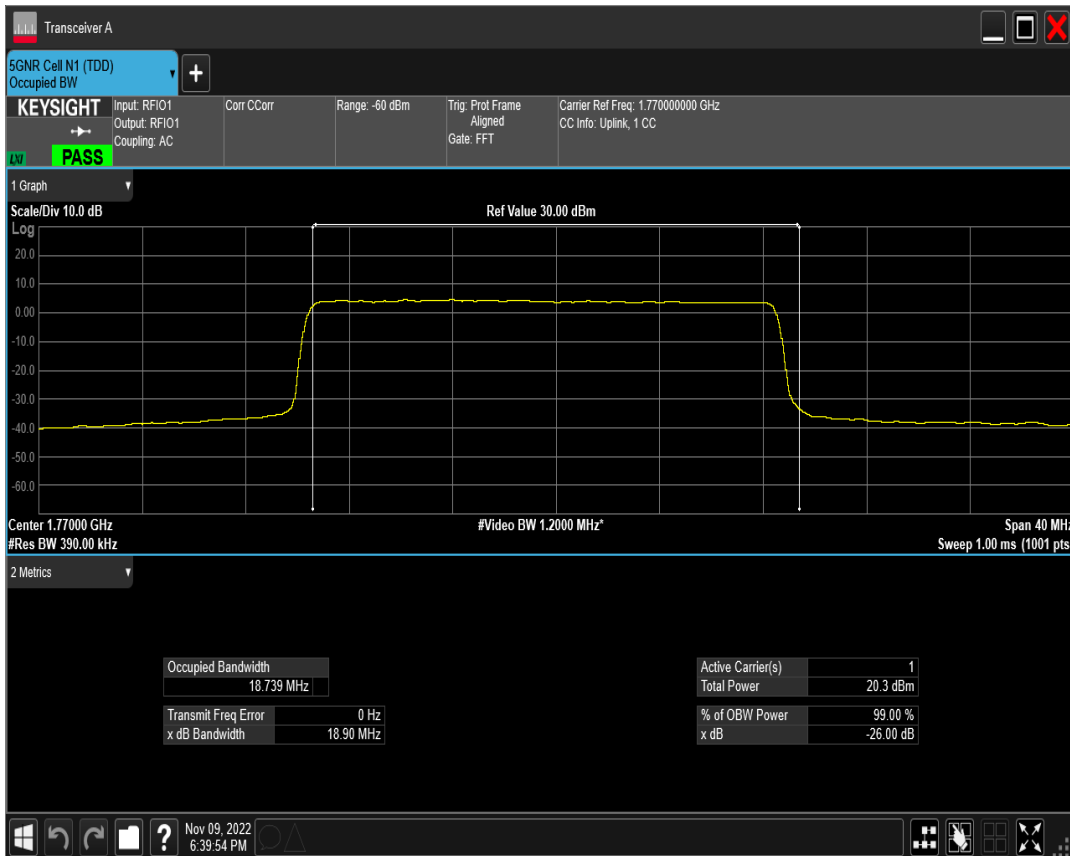 Transceiver A
5GNR Cell N1 (TDD)
Occupied BW
+
KEYSIGHT
LXI
PASS
Input: RFIO1
Output: RFIO1
Coupling: AC
Corr CCorr
Range: -60 dBm
Trig: Prot Frame
Aligned
Gate: FFT
Carrier Ref Freq: 1.770000000 GHz
CC Info: Uplink, 1 CC
1 Graph
Scale/Div 10.0 dB
Ref Value 30.00 dBm
Log
20.0
10.0
0.00
-10.0
-20.0
-30.0
-40.0
-50.0
-60.0
Center 1.77000 GHz
#Video BW 1.2000 MHz*
Span 40 MHz
#Res BW 390.00 kHz
Sweep 1.00 ms (1001 pts
2 Metrics
Occupied Bandwidth
18.739 MHz
Transmit Freq Error 0 Hz
x dB Bandwidth 18.90 MHz
Active Carrier(s) 1
Total Power 20.3 dBm
% of OBW Power 99.00 %
x dB -26.00 dB
?
Nov 09, 2022
6:39:54 PM